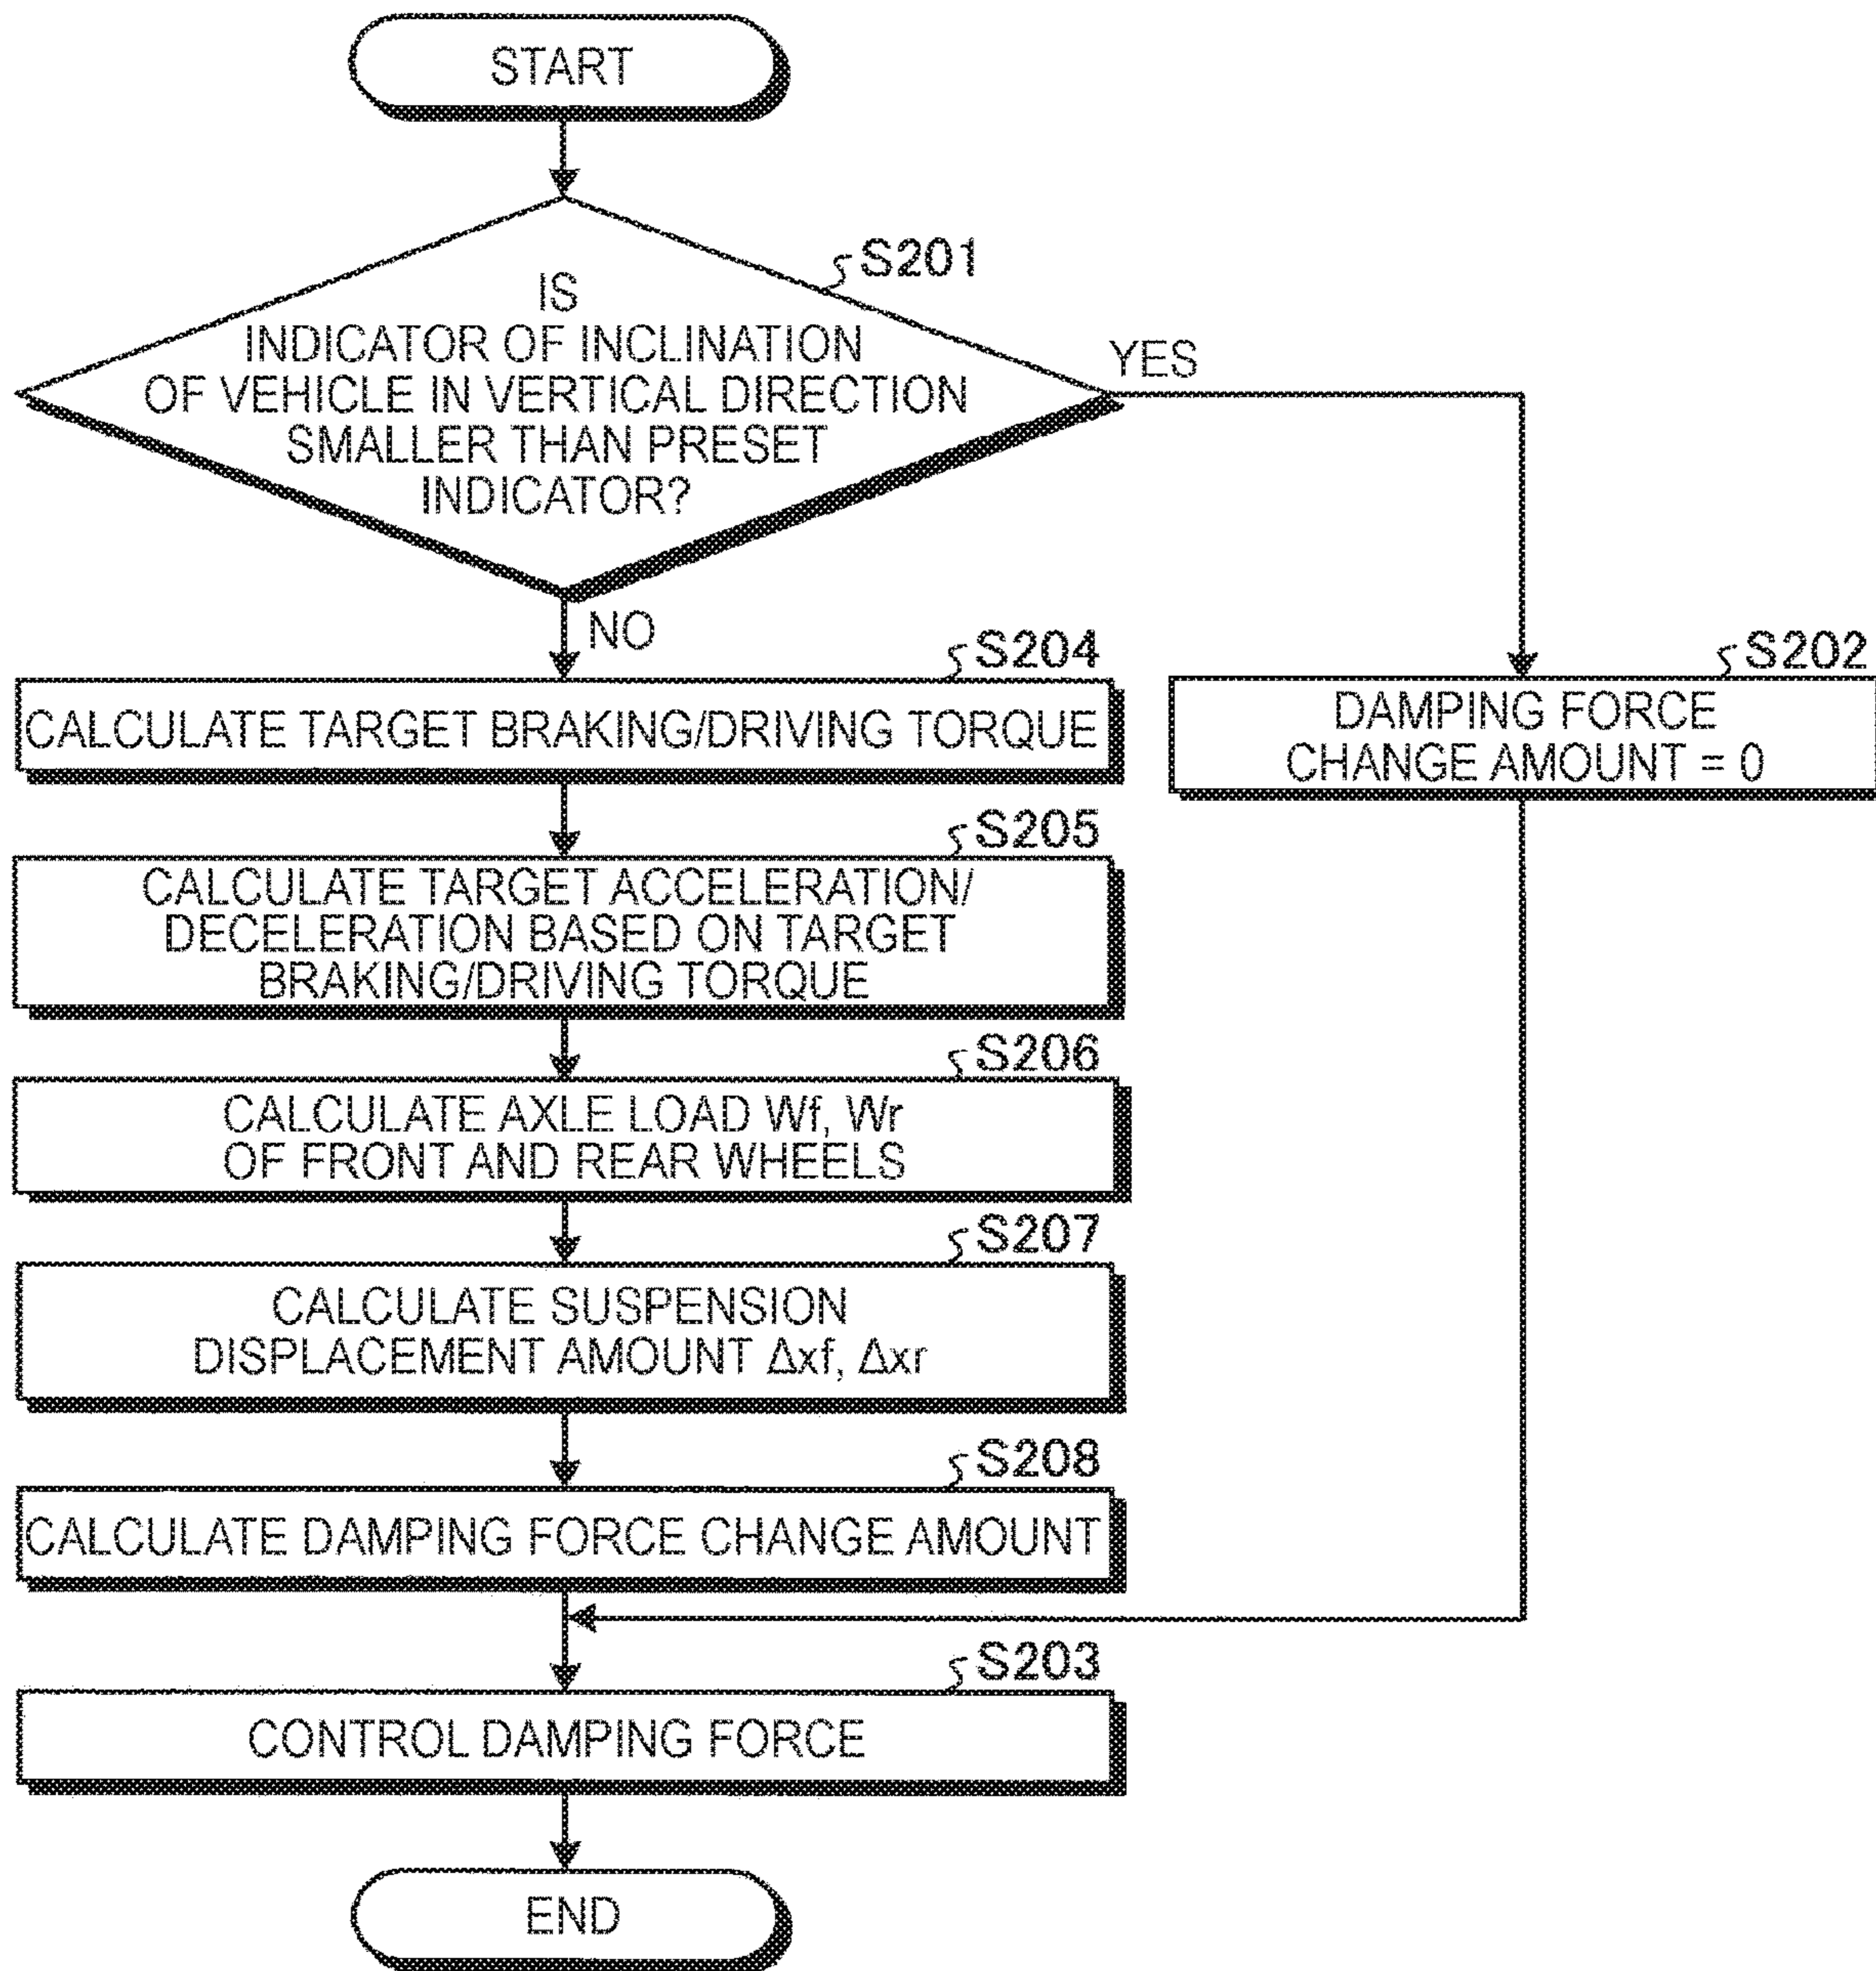 START
S201
IS
INDICATOR OF INCLINATION
OF VEHICLE IN VERTICAL DIRECTION
SMALLER THAN PRESET
INDICATOR?
YES
NO
S204
CALCULATE TARGET BRAKING/DRIVING TORQUE
S202
DAMPING FORCE
CHANGE AMOUNT = 0
S205
CALCULATE TARGET ACCELERATION/
DECELERATION BASED ON TARGET
BRAKING/DRIVING TORQUE
S206
CALCULATE AXLE LOAD Wf, Wr
OF FRONT AND REAR WHEELS
S207
CALCULATE SUSPENSION
DISPLACEMENT AMOUNT Δxf, Δxr
S208
CALCULATE DAMPING FORCE CHANGE AMOUNT
S203
CONTROL DAMPING FORCE
END